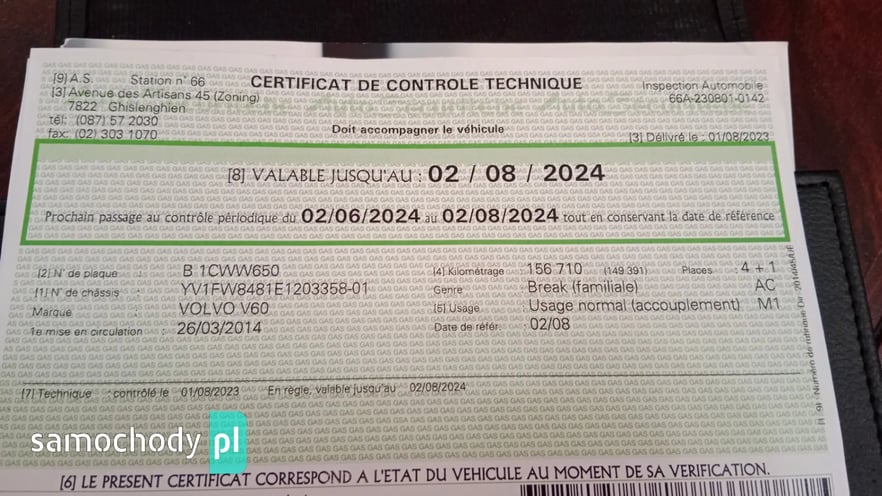 [9] A.S. Station n° 66
[3] Avenue des Artisans 45 (Zoning)
7822 Ghislenghien
tél: (087) 57 2030
fax: (02) 303 1070
CERTIFICAT DE CONTROLE TECHNIQUE
Inspection Automobile
66A-230801-0142
Doit accompagner le véhicule
[3] Délivré le : 01/08/2023
[8] VALABLE JUSQU'AU : 02 / 08 / 2024
Prochain passage au contrôle périodique du 02/06/2024 au 02/08/2024 tout en conservant la date de référence
[2] N° de plaque : B 1CWW650
[1] N° de châssis : YV1FW8481E1203358-01
Marque : VOLVO V60
1e mise en circulation : 26/03/2014
[4] Kilométrage : 156 710 (149 391) Places : 4 + 1
Genre : Break (familiale) AC
[5] Usage : Usage normal (accouplement) M1
Date de référ. : 02/08
[7] Technique : contrôlé le 01/08/2023 En règle, valable jusqu'au 02/08/2024
samochody pl
[6] LE PRESENT CERTIFICAT CORRESPOND A L'ETAT DU VEHICULE AU MOMENT DE SA VERIFICATION.